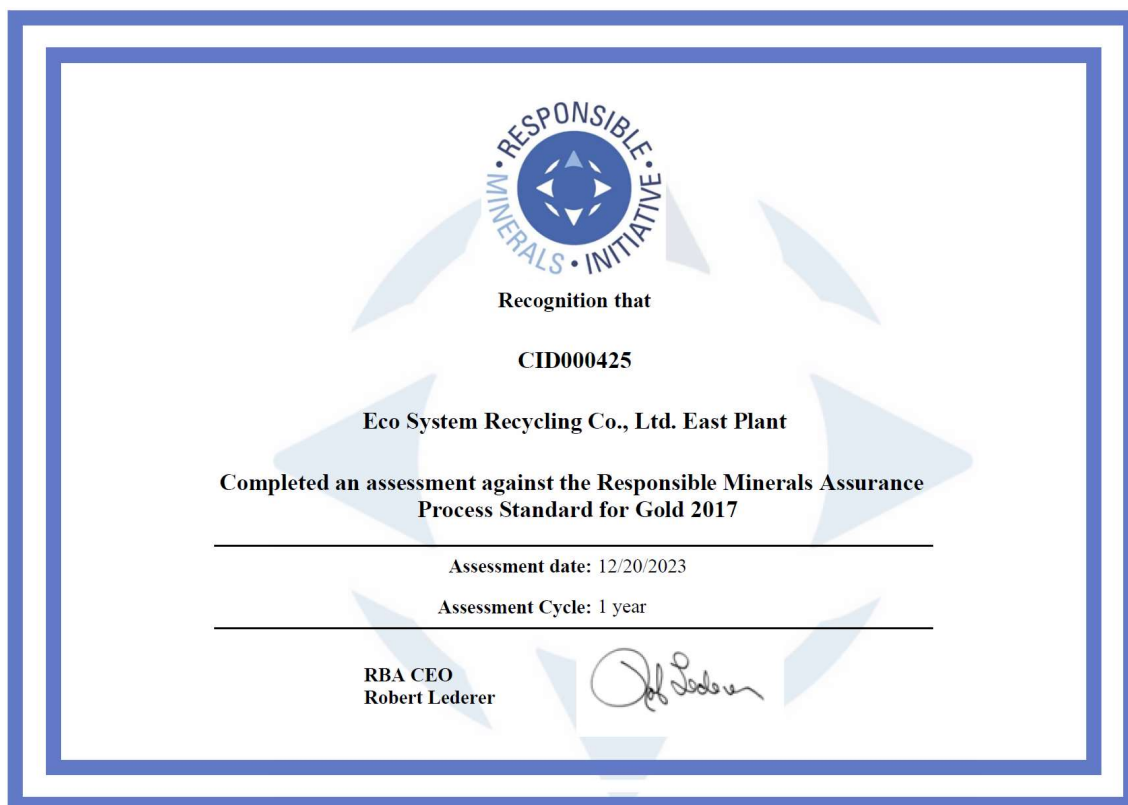 RESPONSIBLE • MINERALS • INITIATIVE •
Recognition that
CID000425
Eco System Recycling Co., Ltd. East Plant
Completed an assessment against the Responsible Minerals Assurance
Process Standard for Gold 2017
Assessment date: 12/20/2023
Assessment Cycle: 1 year
RBA CEO
Robert Lederer
Rob Lederer